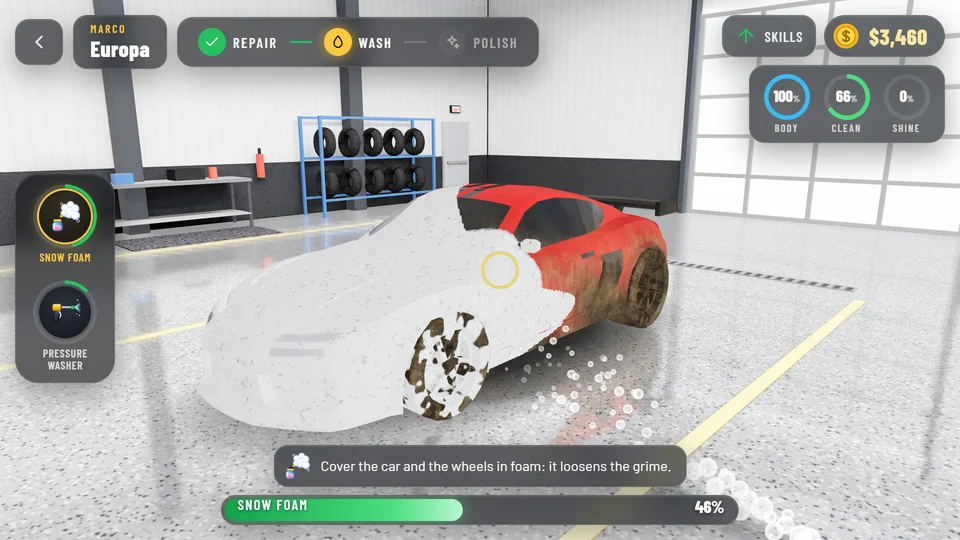 MARCO
Europa
REPAIR
WASH
POLISH
SKILLS
$3,460
100%
BODY
66%
CLEAN
0%
SHINE
SNOW FOAM
PRESSURE
WASHER
Cover the car and the wheels in foam: it loosens the grime.
SNOW FOAM
46%